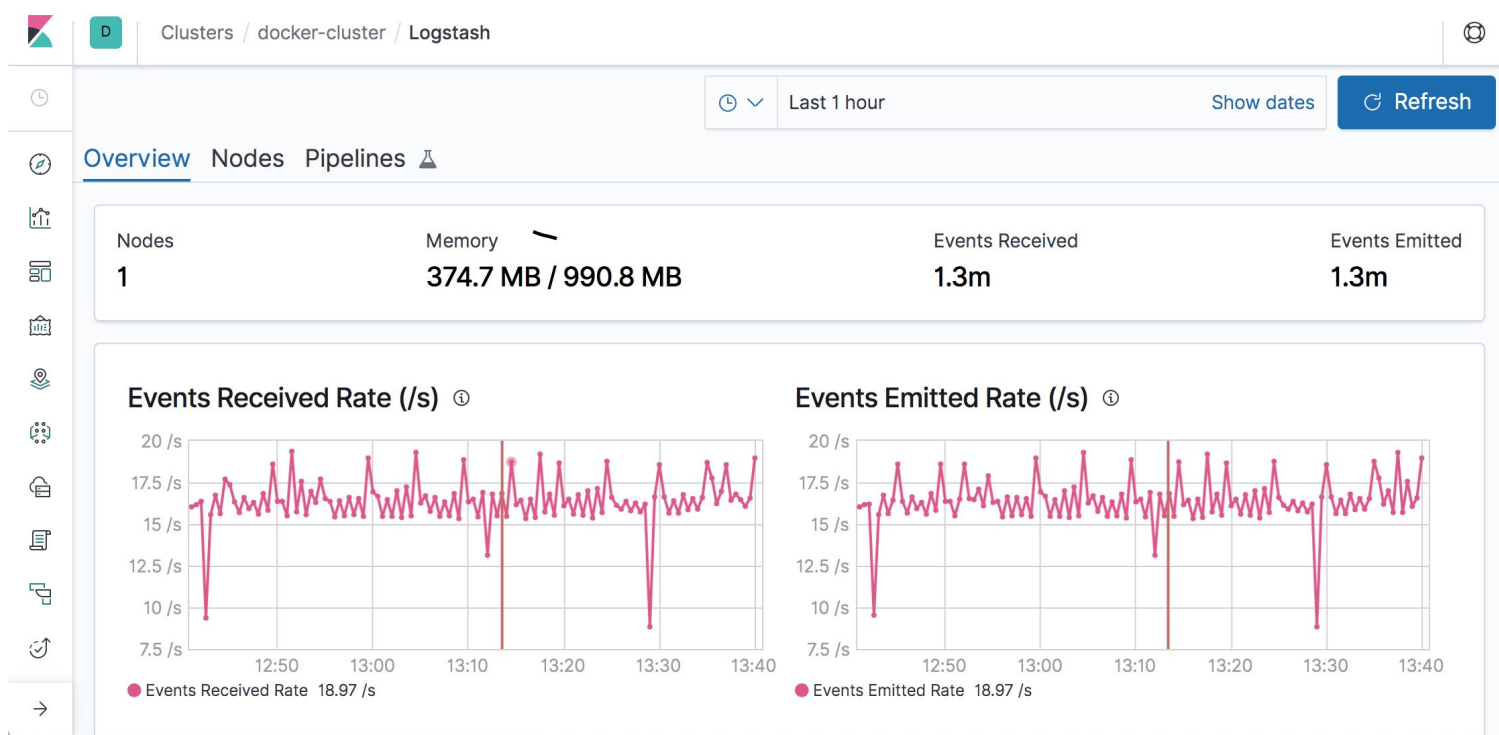 D Clusters / docker-cluster / Logstash
Last 1 hour Show dates Refresh
Overview Nodes Pipelines
Nodes Memory Events Received Events Emitted
1 374.7 MB / 990.8 MB 1.3m 1.3m
Events Received Rate (/s)
20 /s
17.5 /s
15 /s
12.5 /s
10 /s
7.5 /s
12:50 13:00 13:10 13:20 13:30 13:40
Events Received Rate 18.97 /s
Events Emitted Rate (/s)
20 /s
17.5 /s
15 /s
12.5 /s
10 /s
7.5 /s
12:50 13:00 13:10 13:20 13:30 13:40
Events Emitted Rate 18.97 /s